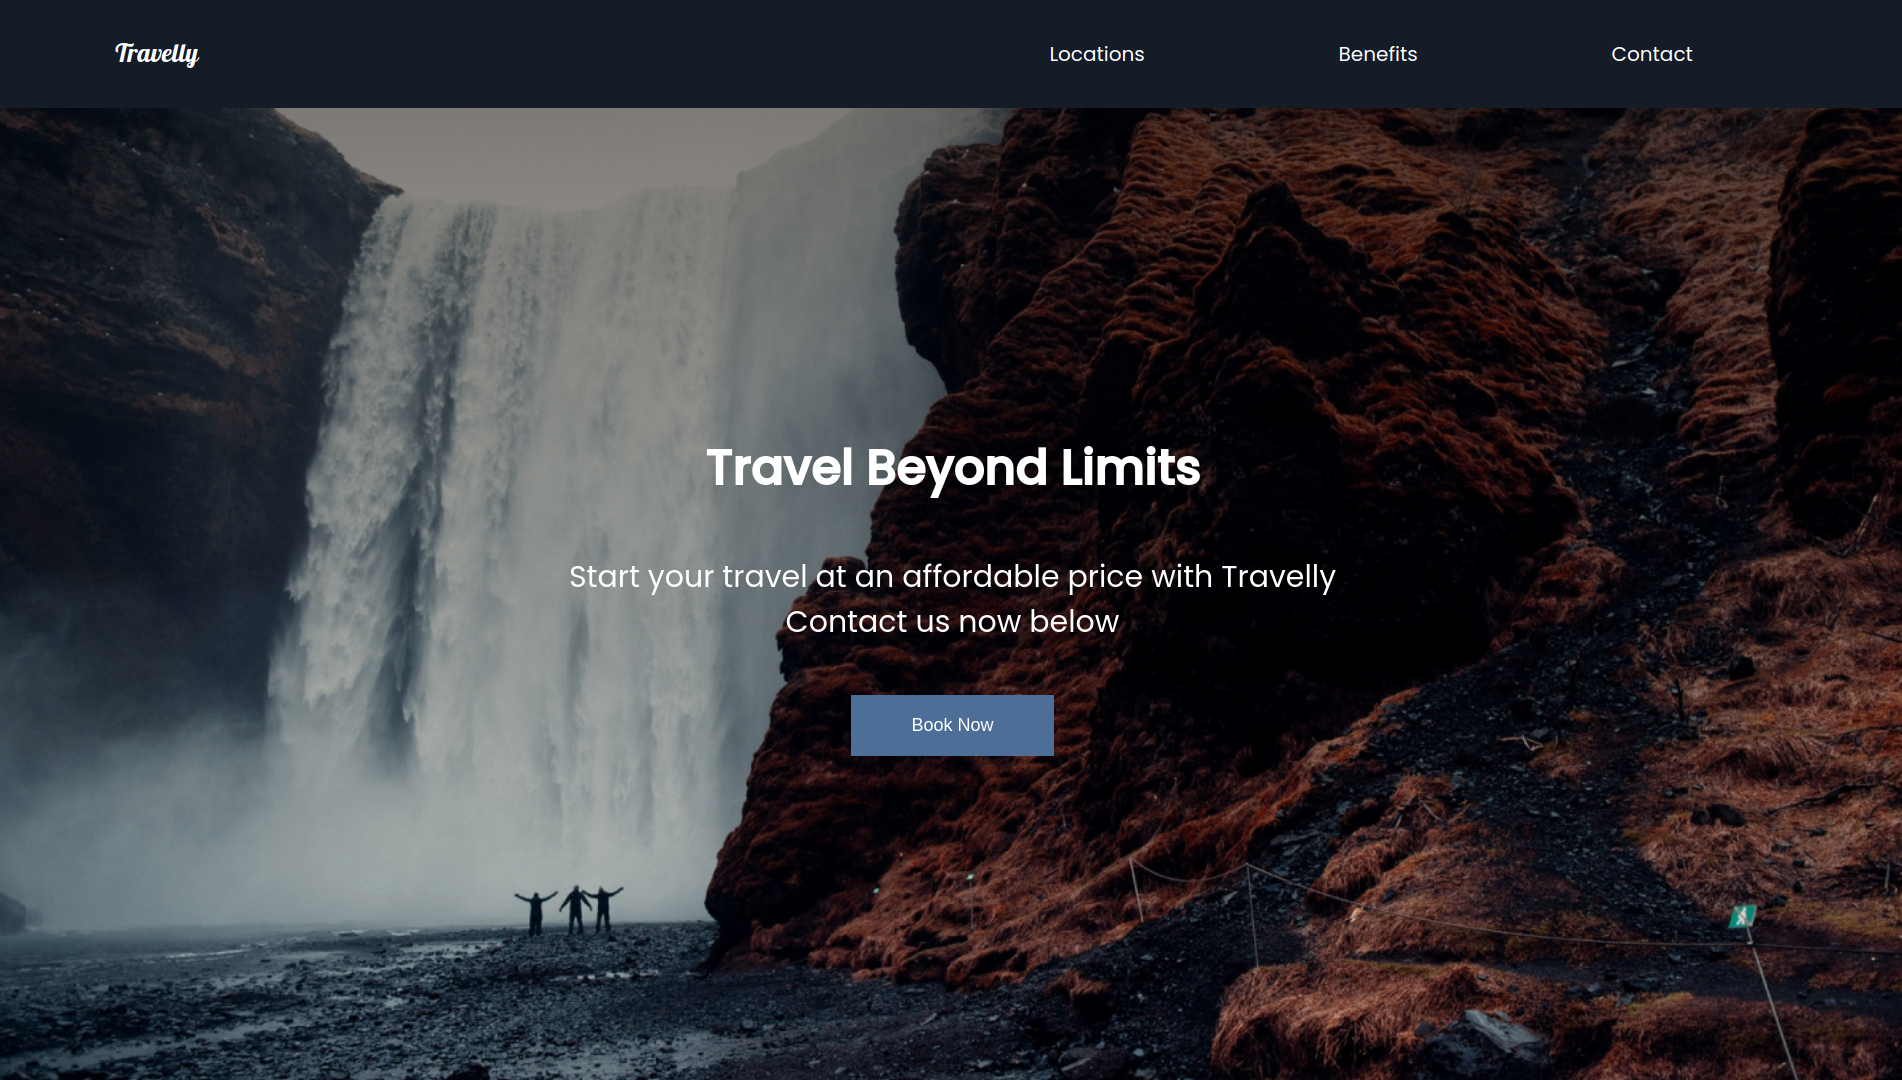 Travelly
Locations
Benefits
Contact
Travel Beyond Limits
Start your travel at an affordable price with Travelly
Contact us now below
Book Now